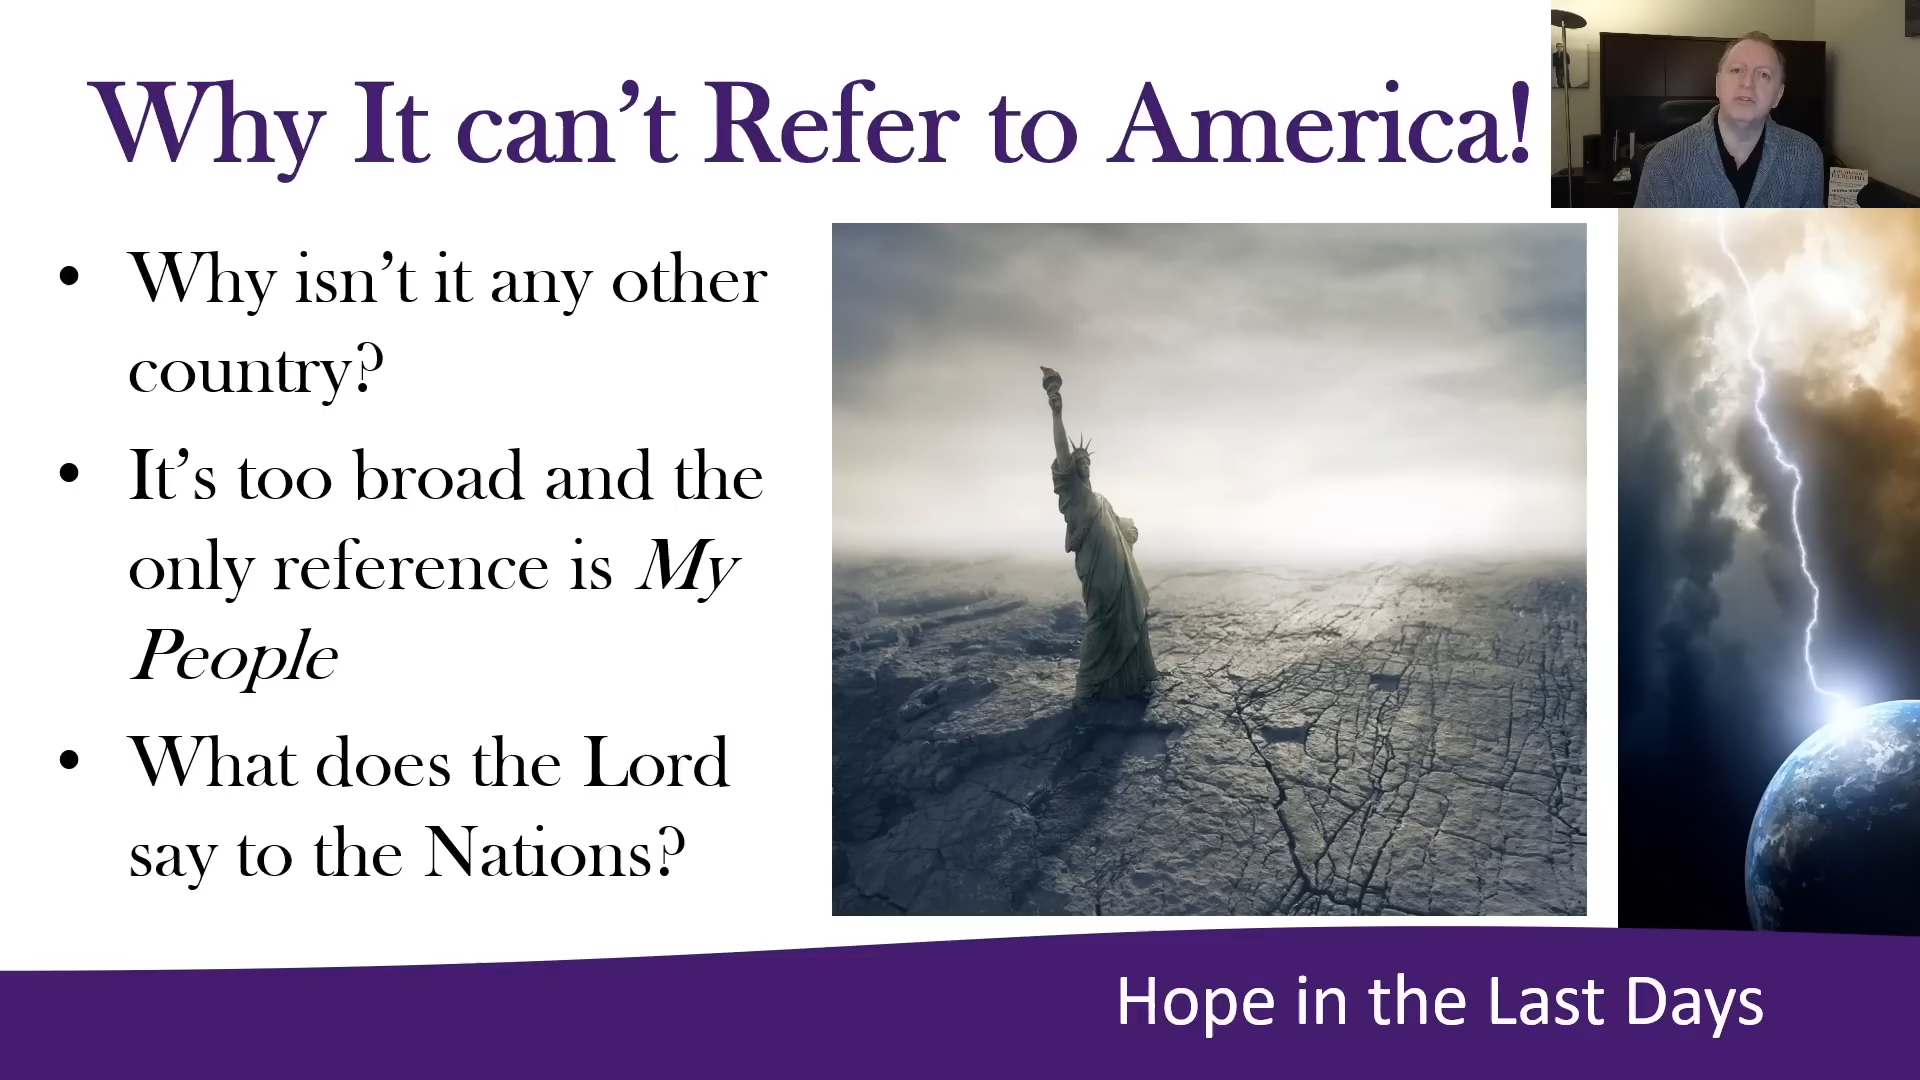 Why It can’t Refer to America!
• Why isn’t it any other
country?
• It’s too broad and the
only reference is My
People
• What does the Lord
say to the Nations?
Hope in the Last Days